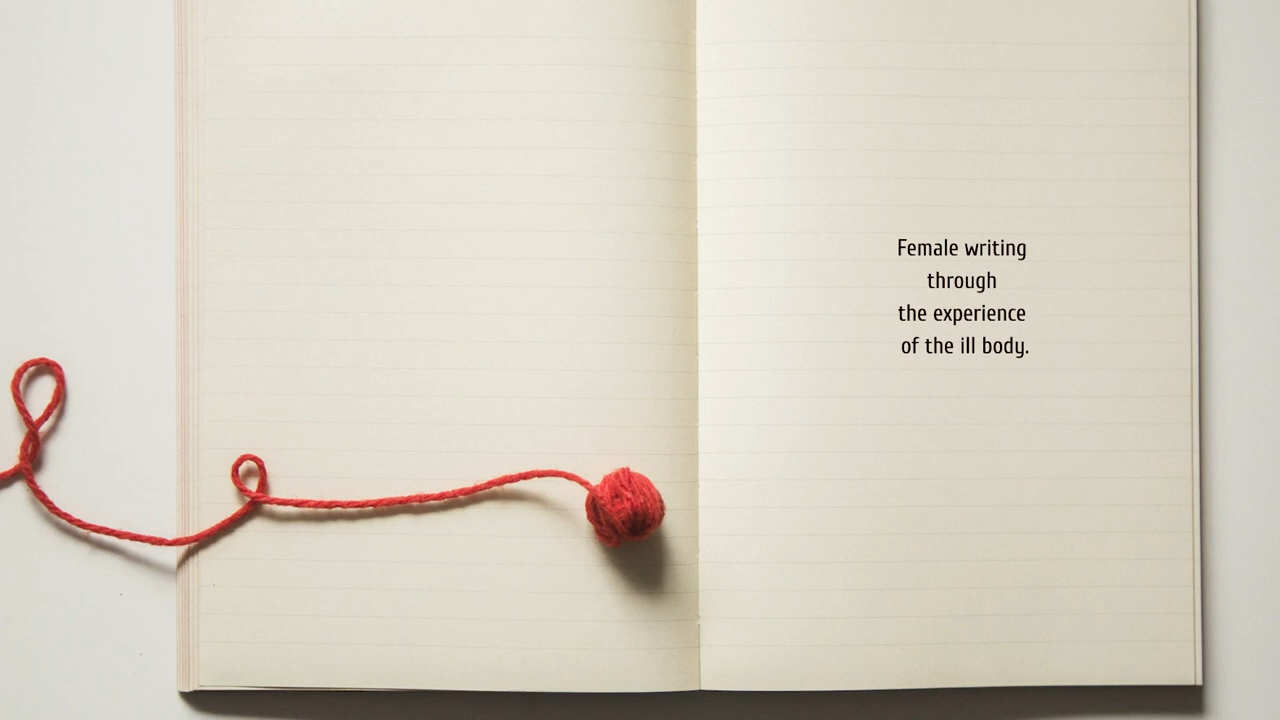 Female writing
through
the experience
of the ill body.